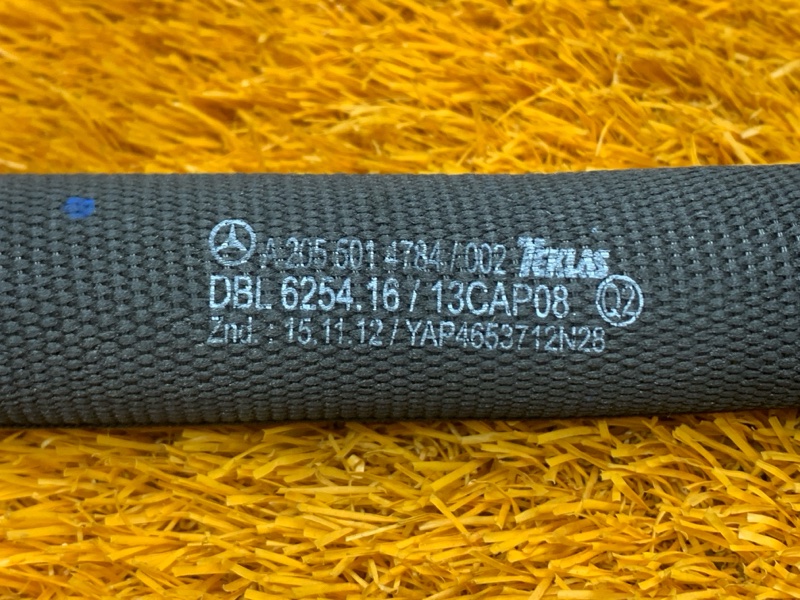 A 205 501 4784 / 002 TEKLAS
DBL 6254.16 / 13CAP08 Q2
Znd. : 15.11.12 / YAP4653712N28